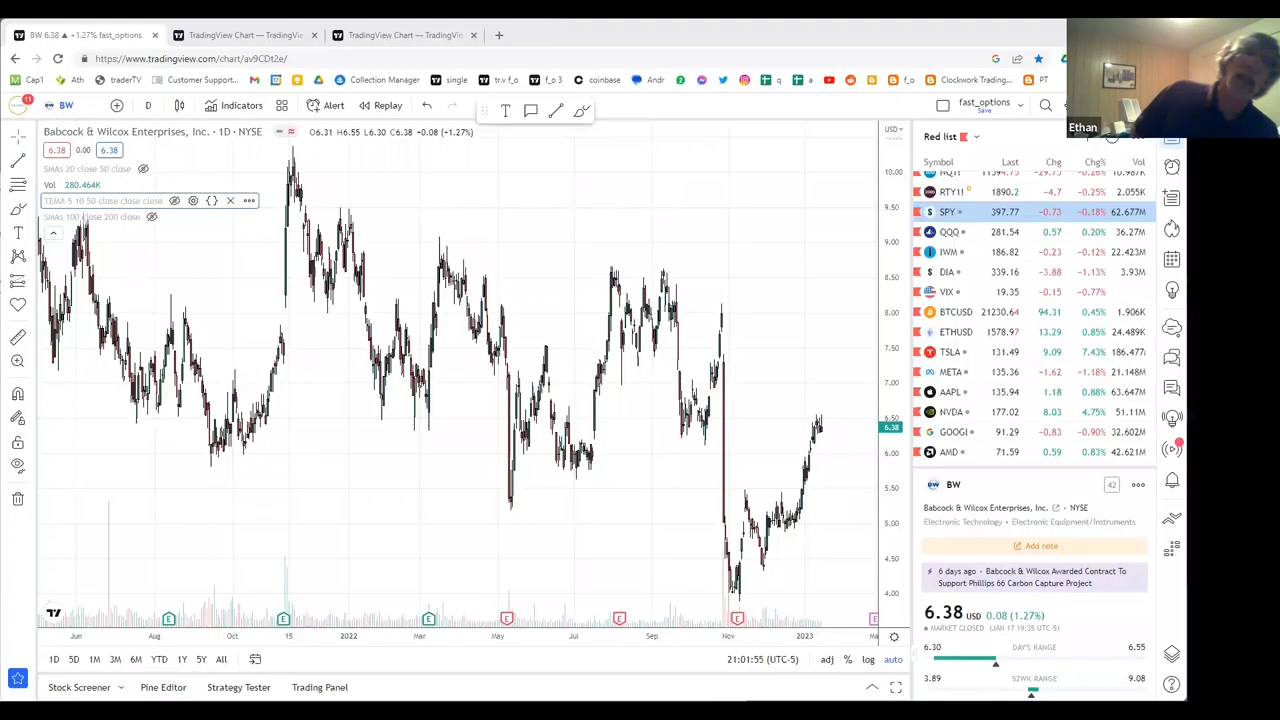 BW 6.38 ▲ +1.27% fast_options
TradingView Chart —TradingView
TradingView Chart —TradingVie
https://www.tradingview.com/chart/av9CDt2e/
Cap1 Ath traderTV Customer Support... Collection Manager single tr.v f_o f_o 3 coinbase Andr q a f_o Clockwork Trading... PT
11 BW D Indicators Alert Replay fast_options
Save
Ethan
Babcock & Wilcox Enterprises, Inc. · 1D · NYSE O6.31 H6.55 L6.30 C6.38 +0.08 (+1.27%)
6.38 0.00 6.38
SMAs 20 close 50 close
Vol 280.464K
TEMA 5 10 50 close close close
SMAs 100 close 200 close
USD
10.00
9.00
8.50
8.00
7.50
7.00
6.50
6.38
6.00
5.50
5.00
4.50
4.00
E E E E E E E
Jun Aug Oct 15 2022 Mar May Jul Sep Nov 2023 Ma
1D 5D 1M 3M 6M YTD 1Y 5Y All
21:01:55 (UTC-5) adj % log auto
Stock Screener Pine Editor Strategy Tester Trading Panel
Red list
Symbol Last Chg Chg% Vol
RTY1! D 1890.2 −4.7 −0.25% 2.055K
SPY 397.77 −0.73 −0.18% 62.677M
QQQ 281.54 0.57 0.20% 36.27M
IWM 186.82 −0.23 −0.12% 22.423M
DIA 339.16 −3.88 −1.13% 3.93M
VIX 19.35 −0.15 −0.77%
BTCUSD 21230.64 94.31 0.45% 1.906K
ETHUSD 1578.97 13.29 0.85% 24.489K
TSLA 131.49 9.09 7.43% 186.477M
META 135.36 −1.62 −1.18% 21.148M
AAPL 135.94 1.18 0.88% 63.647M
NVDA 177.02 8.03 4.75% 51.11M
GOOGL 91.29 −0.83 −0.90% 32.602M
AMD 71.59 0.59 0.83% 42.621M
BW 42
Babcock & Wilcox Enterprises, Inc. · NYSE
Electronic Technology · Electronic Equipment/Instruments
Add note
6 days ago · Babcock & Wilcox Awarded Contract To
Support Phillips 66 Carbon Capture Project
6.38 USD 0.08 (1.27%)
MARKET CLOSED (JAN 17 19:35 UTC-5)
6.30 DAY'S RANGE 6.55
3.89 52WK RANGE 9.08